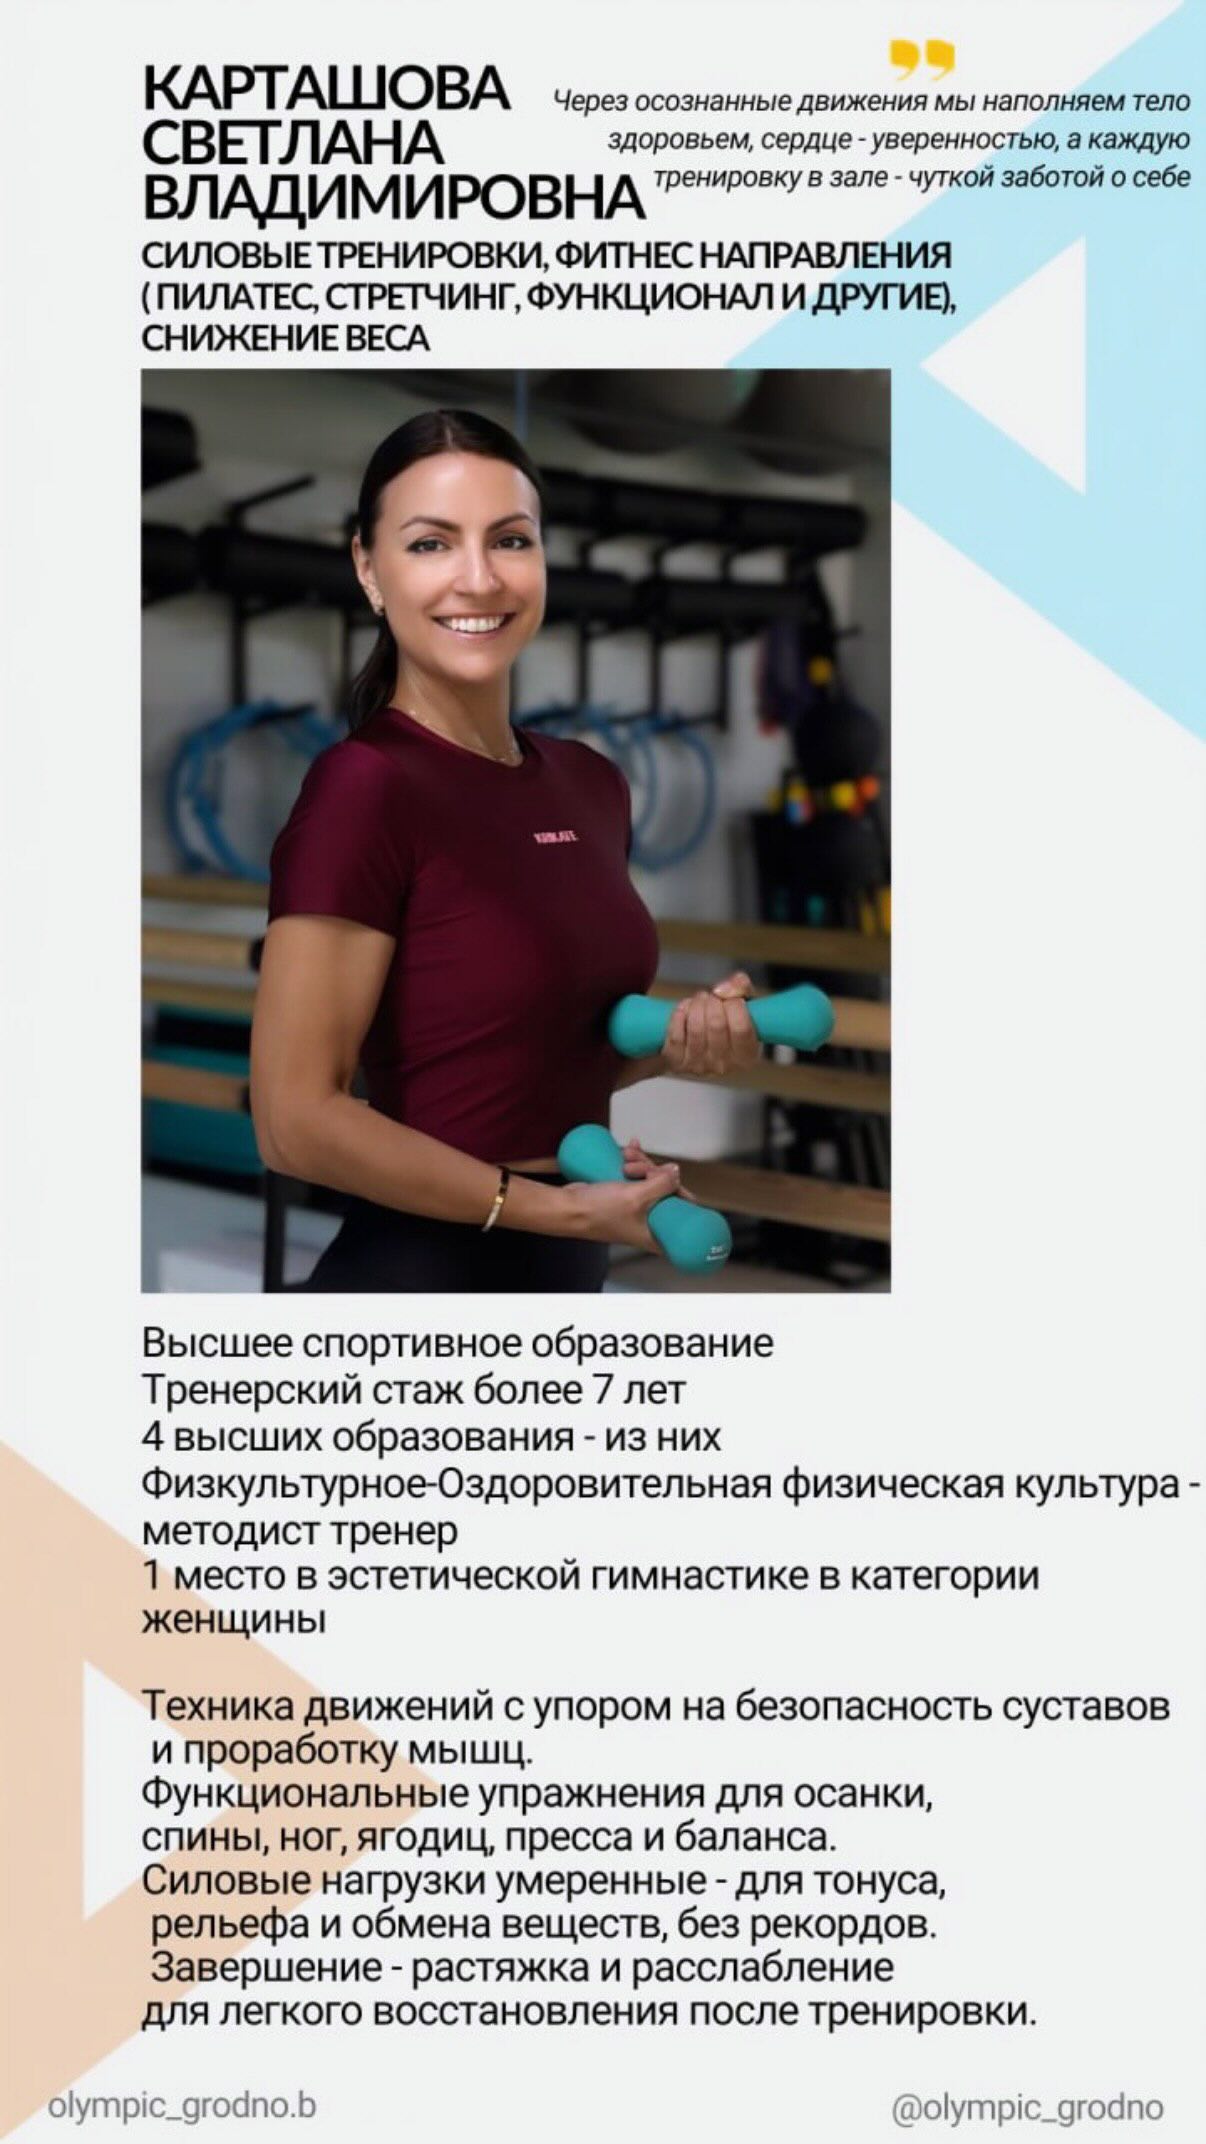 КАРТАШОВА
СВЕТЛАНА
ВЛАДИМИРОВНА
Через осознанные движения мы наполняем тело
здоровьем, сердце - уверенностью, а каждую
тренировку в зале - чуткой заботой о себе
СИЛОВЫЕ ТРЕНИРОВКИ, ФИТНЕС НАПРАВЛЕНИЯ
( ПИЛАТЕС, СТРЕТЧИНГ, ФУНКЦИОНАЛ И ДРУГИЕ),
СНИЖЕНИЕ ВЕСА
Высшее спортивное образование
Тренерский стаж более 7 лет
4 высших образования - из них
Физкультурное-Оздоровительная физическая культура -
методист тренер
1 место в эстетической гимнастике в категории
женщины
Техника движений с упором на безопасность суставов
и проработку мышц.
Функциональные упражнения для осанки,
спины, ног, ягодиц, пресса и баланса.
Силовые нагрузки умеренные - для тонуса,
рельефа и обмена веществ, без рекордов.
Завершение - растяжка и расслабление
для легкого восстановления после тренировки.
olympic_grodno.b
@olympic_grodno